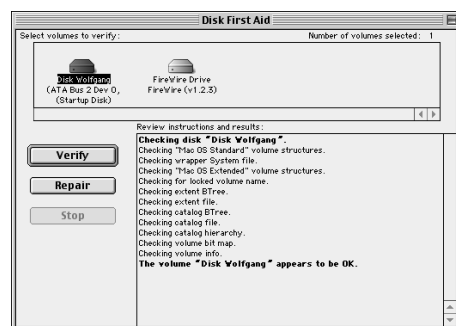 Disk First Aid
Select volumes to verify:
Number of volumes selected: 1
Disk Wolfgang
(ATA Bus 2 Dev 0,
(Startup Disk)
FireWire Drive
FireWire (v1.2.3)
Review instructions and results:
Verify
Repair
Stop
Checking disk "Disk Wolfgang".
Checking "Mac OS Standard" volume structures.
Checking wrapper System file.
Checking "Mac OS Extended" volume structures.
Checking for locked volume name.
Checking extent BTree.
Checking extent file.
Checking catalog BTree.
Checking catalog file.
Checking catalog hierarchy.
Checking volume bit map.
Checking volume info.
The volume "Disk Wolfgang" appears to be OK.